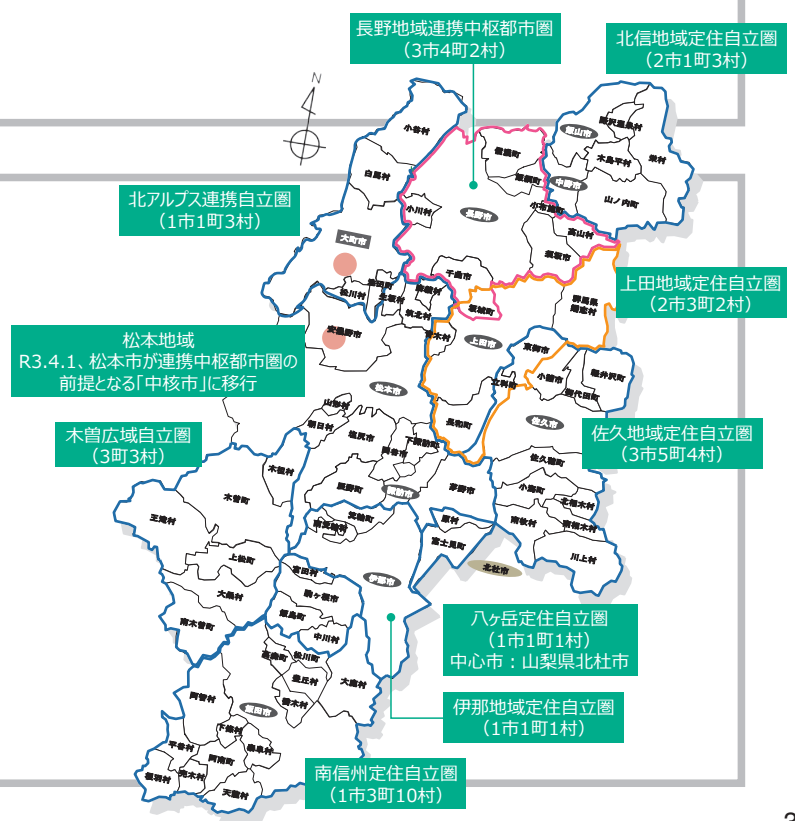 長野地域連携中枢都市圏
（3市4町2村）
北信地域定住自立圏
（2市1町3村）
N
小谷村
信濃町
飯山市
野沢温泉村
栄村
木島平村
白馬村
飯綱町
中野市
山ノ内町
北アルプス連携自立圏
（1市1町3村）
小川村
長野市
小布施町
高山村
大町市
須坂市
千曲市
上田地域定住自立圏
（2市3町2村）
池田町
松川村
生坂村
麻績村
筑北村
坂城町
群馬県
嬬恋村
松本地域
R3.4.1、松本市が連携中枢都市圏の
前提となる「中核市」に移行
安曇野市
青木村
上田市
東御市
小諸市
軽井沢町
御代田町
立科町
松本市
山形村
長和町
佐久市
木曽広域自立圏
（3町3村）
朝日村
塩尻市
下諏訪町
岡谷市
佐久地域定住自立圏
（3市5町4村）
佐久穂町
木祖村
諏訪市
茅野市
小海町
北相木村
木曽町
辰野町
箕輪町
南箕輪村
原村
南牧村
南相木村
王滝村
富士見町
川上村
上松町
宮田村
伊那市
北杜市
大桑村
駒ヶ根市
飯島町
南木曽町
中川村
八ヶ岳定住自立圏
（1市1町1村）
中心市：山梨県北杜市
高森町
松川町
豊丘村
大鹿村
阿智村
喬木村
飯田市
伊那地域定住自立圏
（1市1町1村）
下條村
平谷村
泰阜村
阿南町
根羽村
売木村
天龍村
南信州定住自立圏
（1市3町10村）